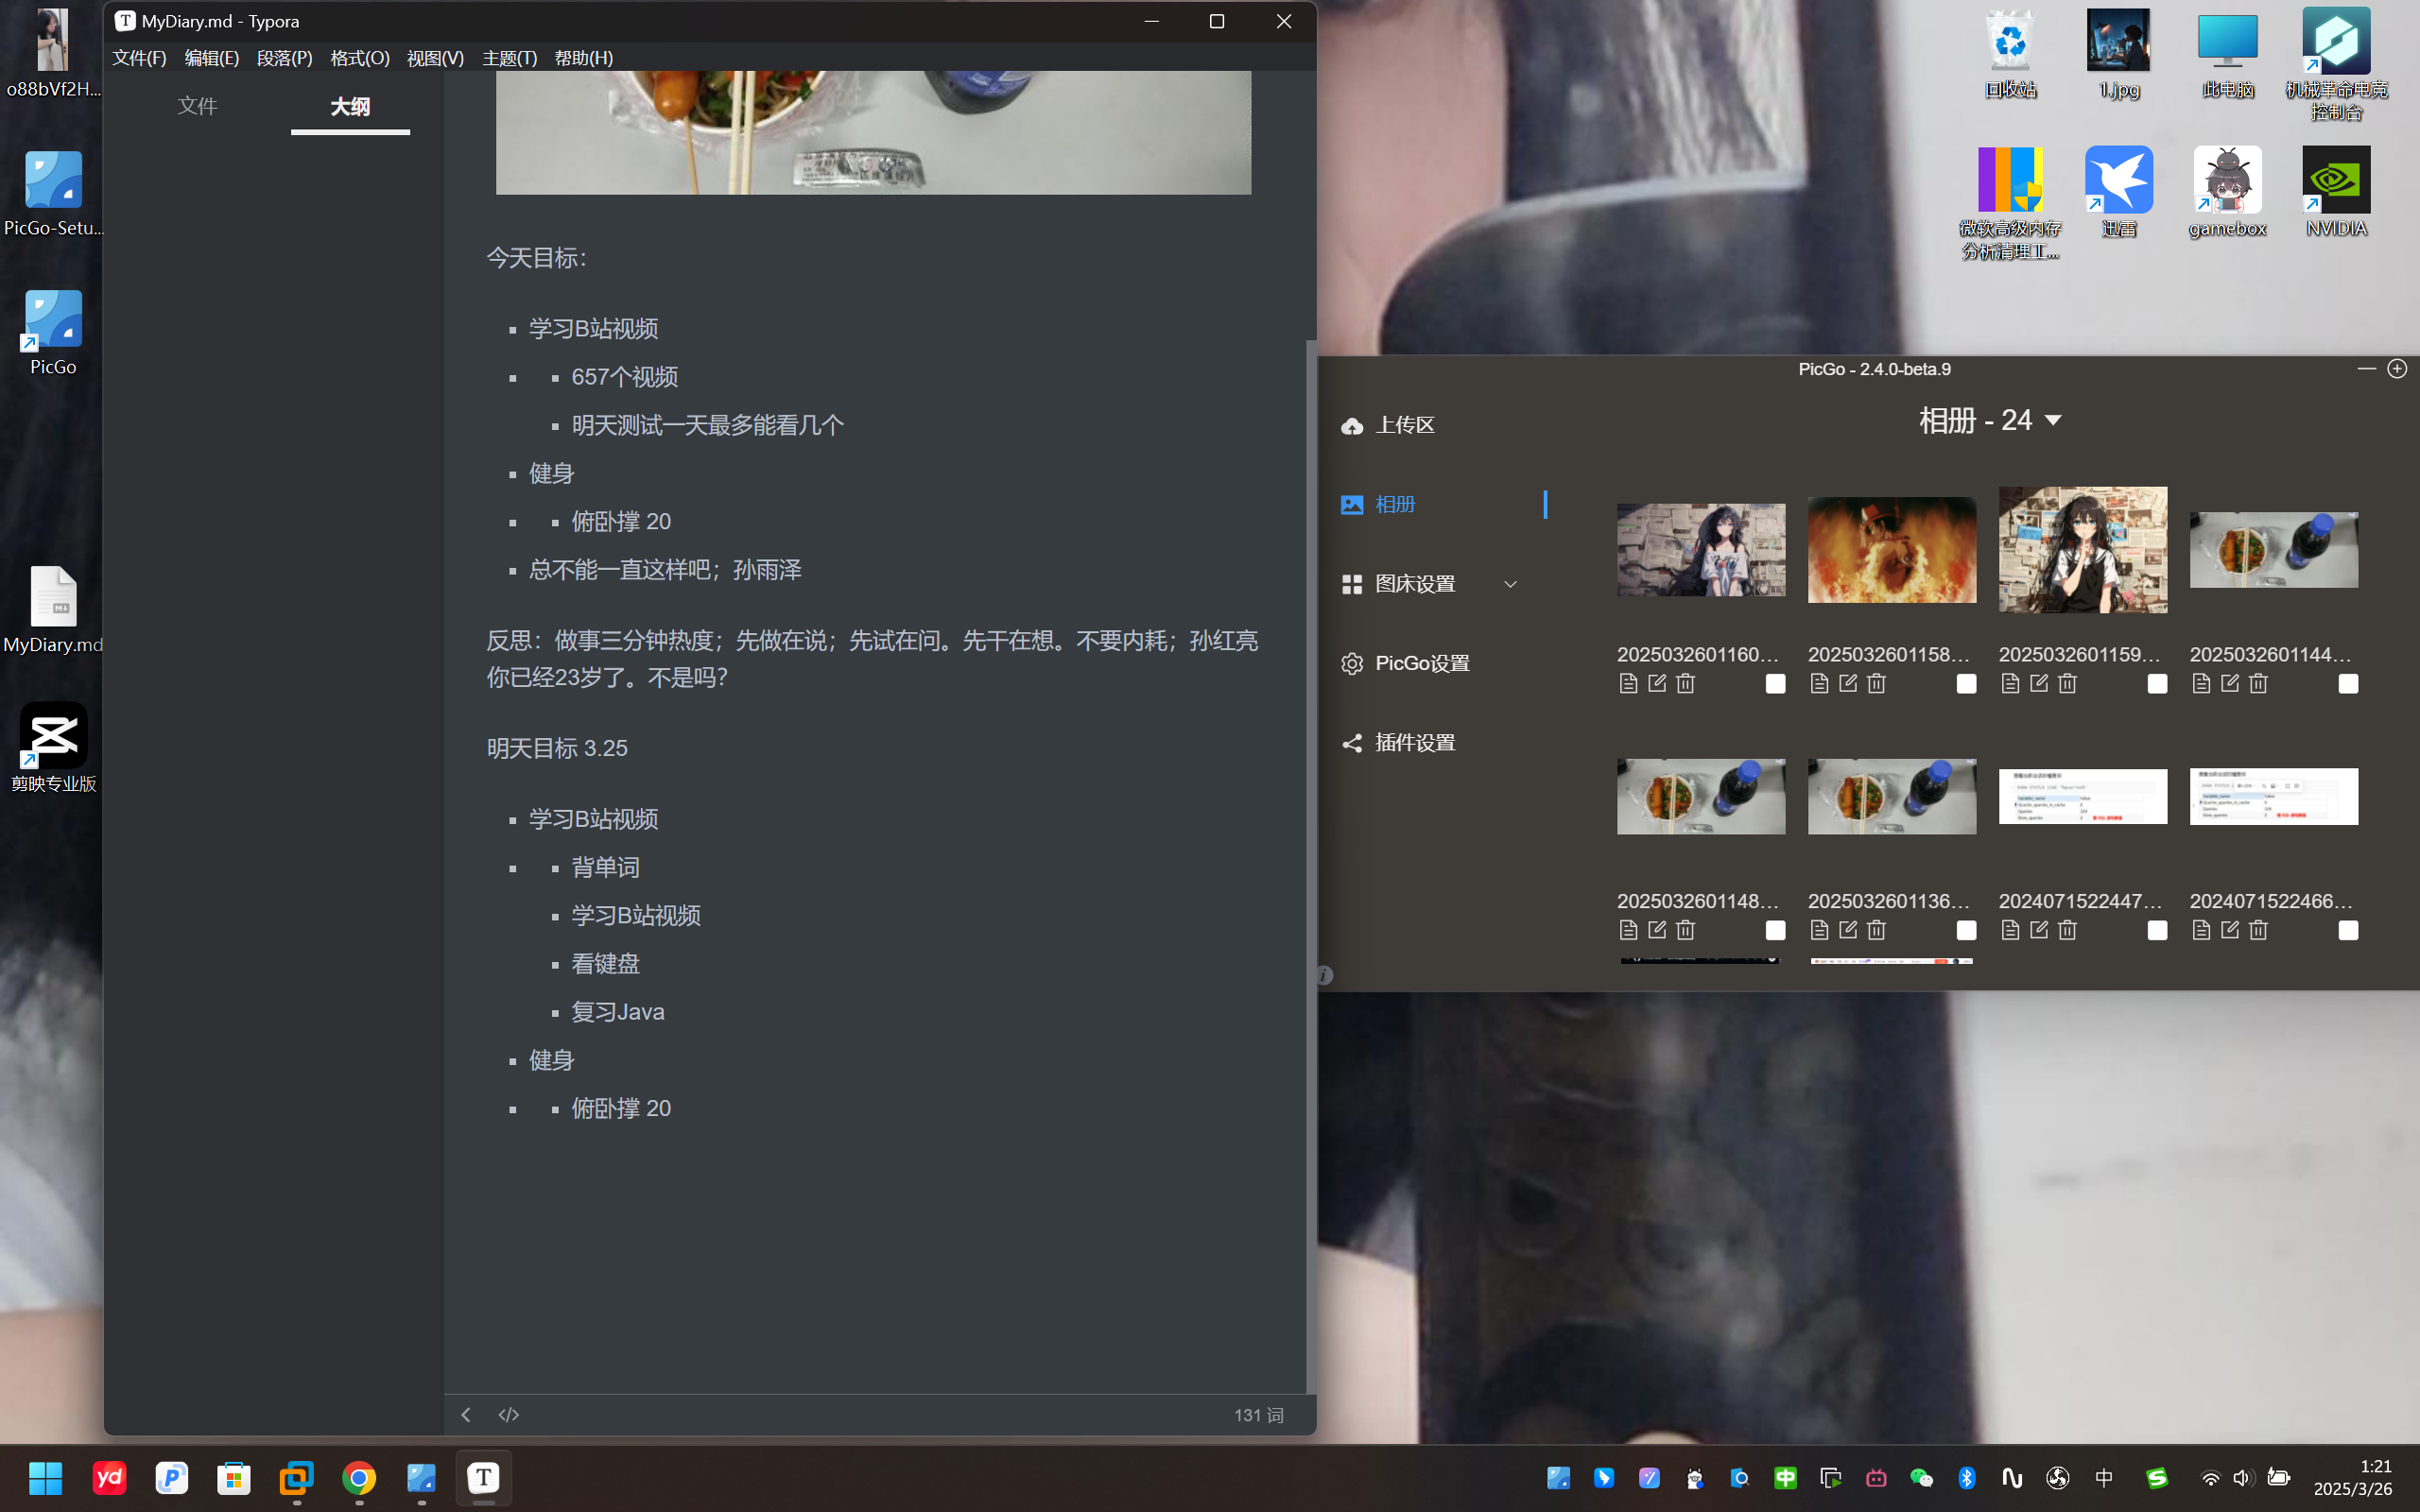 MyDiary.md - Typora
文件(F) 编辑(E) 段落(P) 格式(O) 视图(V) 主题(T) 帮助(H)
文件 大纲
今天目标:
学习B站视频
657个视频
明天测试一天最多能看几个
健身
俯卧撑 20
总不能一直这样吧；孙雨泽
反思：做事三分钟热度；先做在说；先试在问。先干在想。不要内耗；孙红亮
你已经23岁了。不是吗？
明天目标 3.25
学习B站视频
背单词
学习B站视频
看键盘
复习Java
健身
俯卧撑 20
131 词
o88bVf2H...
PicGo-Setu...
PicGo
MyDiary.md
剪映专业版
回收站
1.jpg
此电脑
机械革命电竞
控制台
微软高级内存
分析清理工...
迅雷
gamebox
NVIDIA
PicGo - 2.4.0-beta.9
上传区
相册
图床设置
PicGo设置
插件设置
相册 - 24
2025032601160...
2025032601158...
2025032601159...
2025032601144...
2025032601148...
2025032601136...
2024071522447...
2024071522466...
中
1:21
2025/3/26